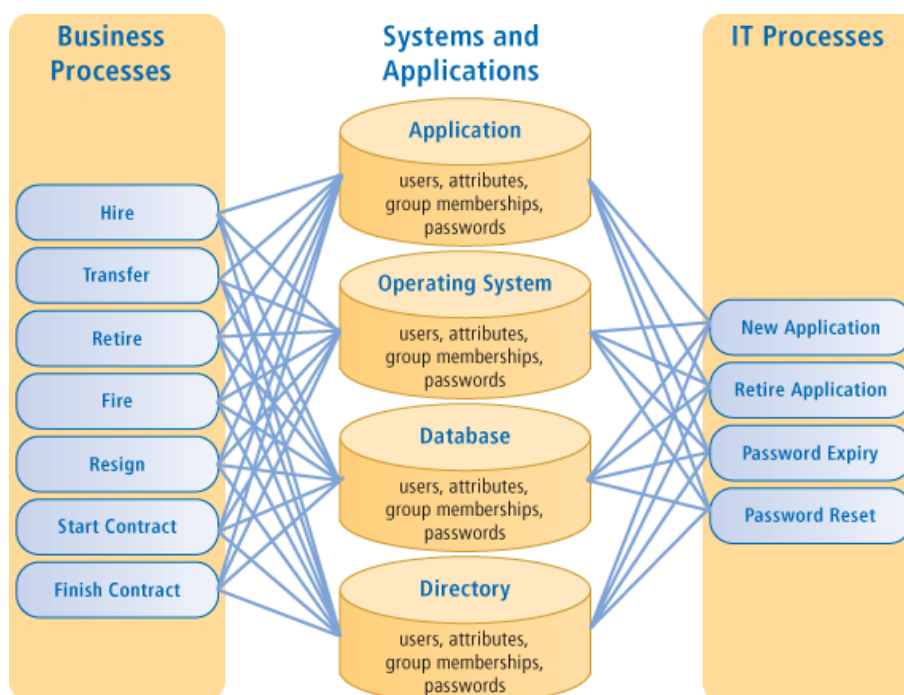 Business
Processes
Systems and
Applications
IT Processes
Hire
Transfer
Retire
Fire
Resign
Start Contract
Finish Contract
Application
users, attributes,
group memberships,
passwords
Operating System
users, attributes,
group memberships,
passwords
Database
users, attributes,
group memberships,
passwords
Directory
users, attributes,
group memberships,
passwords
New Application
Retire Application
Password Expiry
Password Reset